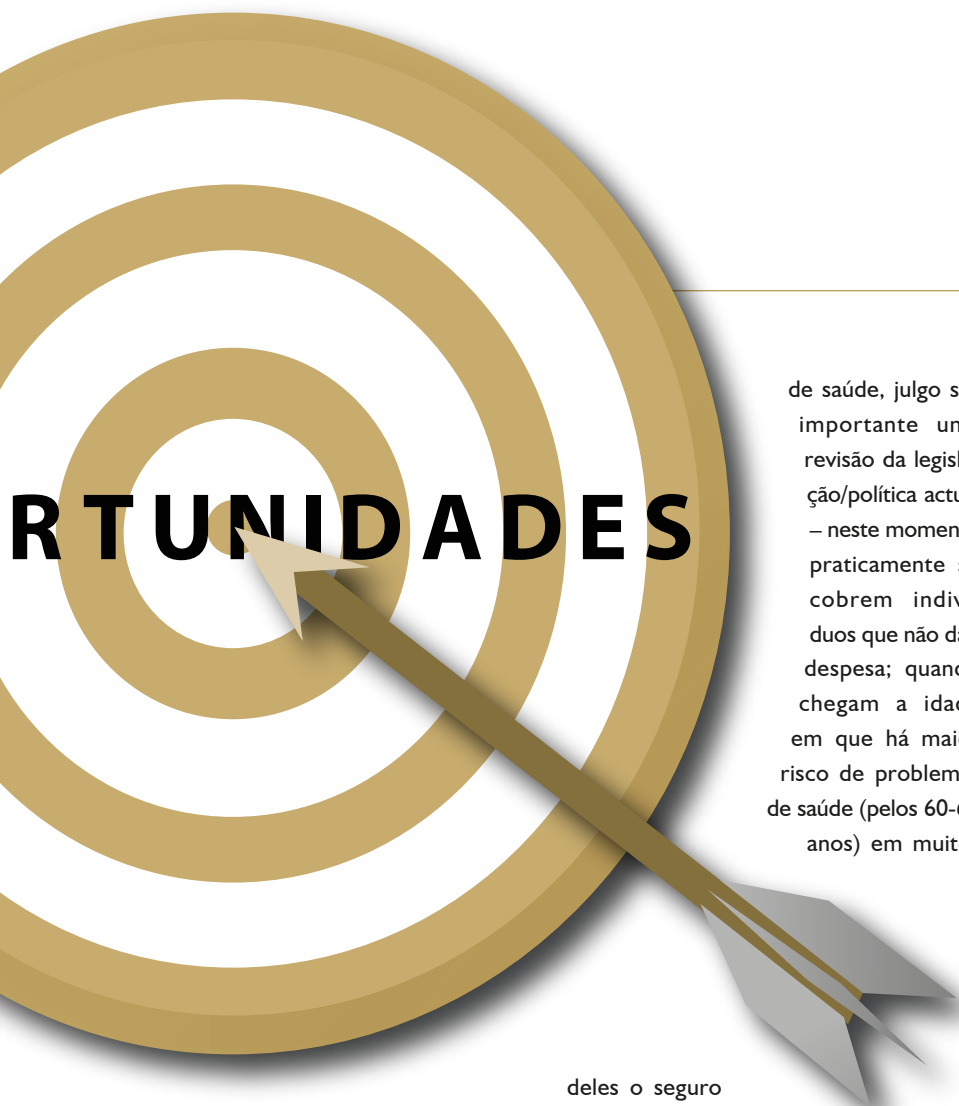 RTUNIDADES
de saúde, julgo s
importante un
revisão da legisl
ção/política actu
– neste momen
praticamente s
cobrem indiv
duos que não da
despesa; quand
chegam a idad
em que há maio
risco de problem
de saúde (pelos 60-6
anos) em muit
deles o seguro